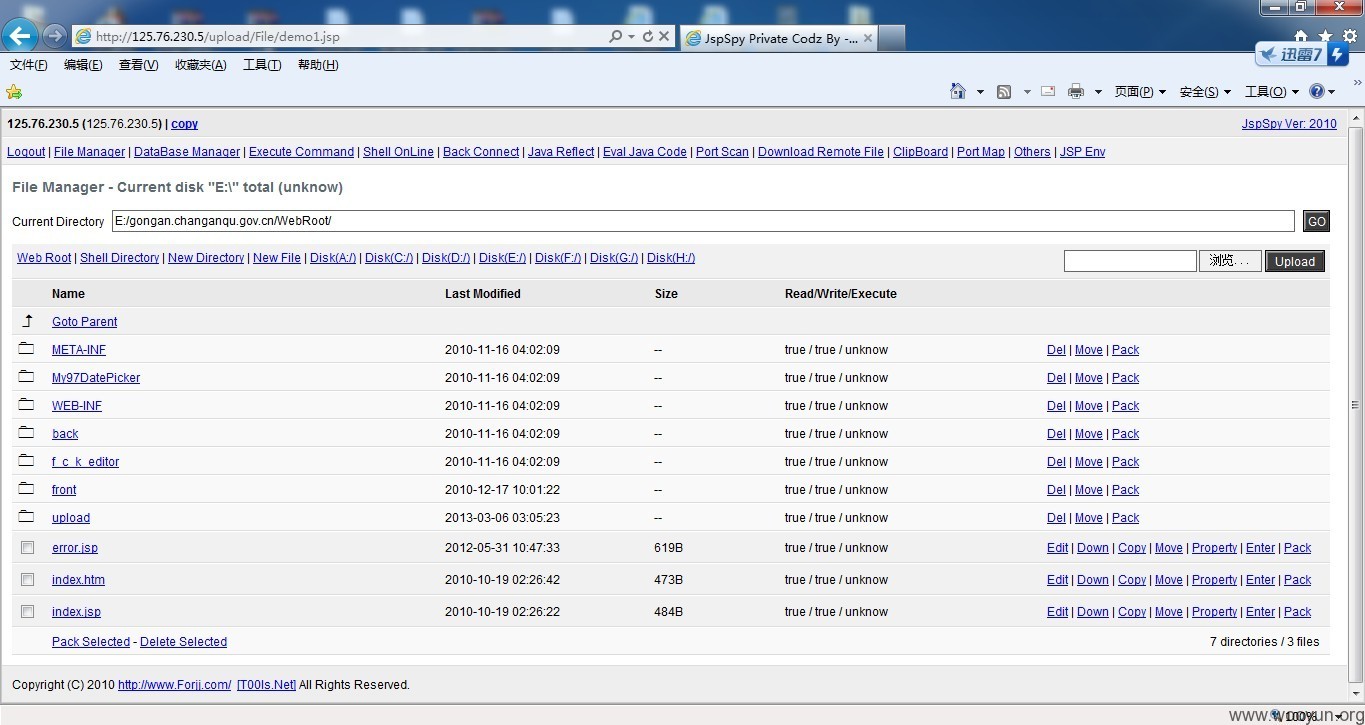 http://125.76.230.5/upload/File/demo1.jsp
JspSpy Private Codz By -...
迅雷7
文件(F) 编辑(E) 查看(V) 收藏夹(A) 工具(T) 帮助(H)
页面(P) 安全(S) 工具(O)
125.76.230.5 (125.76.230.5) | copy JspSpy Ver: 2010
Logout | File Manager | DataBase Manager | Execute Command | Shell OnLine | Back Connect | Java Reflect | Eval Java Code | Port Scan | Download Remote File | ClipBoard | Port Map | Others | JSP Env
File Manager - Current disk "E:\" total (unknow)
Current Directory E:/gongan.changanqu.gov.cn/WebRoot/ GO
Web Root | Shell Directory | New Directory | New File | Disk(A:/) | Disk(C:/) | Disk(D:/) | Disk(E:/) | Disk(F:/) | Disk(G:/) | Disk(H:/) 浏览... Upload
Name Last Modified Size Read/Write/Execute
Goto Parent
META-INF 2010-11-16 04:02:09 -- true / true / unknow Del | Move | Pack
My97DatePicker 2010-11-16 04:02:09 -- true / true / unknow Del | Move | Pack
WEB-INF 2010-11-16 04:02:09 -- true / true / unknow Del | Move | Pack
back 2010-11-16 04:02:09 -- true / true / unknow Del | Move | Pack
f_c_k_editor 2010-11-16 04:02:09 -- true / true / unknow Del | Move | Pack
front 2010-12-17 10:01:22 -- true / true / unknow Del | Move | Pack
upload 2013-03-06 03:05:23 -- true / true / unknow Del | Move | Pack
error.jsp 2012-05-31 10:47:33 619B true / true / unknow Edit | Down | Copy | Move | Property | Enter | Pack
index.htm 2010-10-19 02:26:42 473B true / true / unknow Edit | Down | Copy | Move | Property | Enter | Pack
index.jsp 2010-10-19 02:26:22 484B true / true / unknow Edit | Down | Copy | Move | Property | Enter | Pack
Pack Selected - Delete Selected 7 directories / 3 files
Copyright (C) 2010 http://www.Forjj.com/ [T00ls.Net] All Rights Reserved.
www.wooyun.org
100%